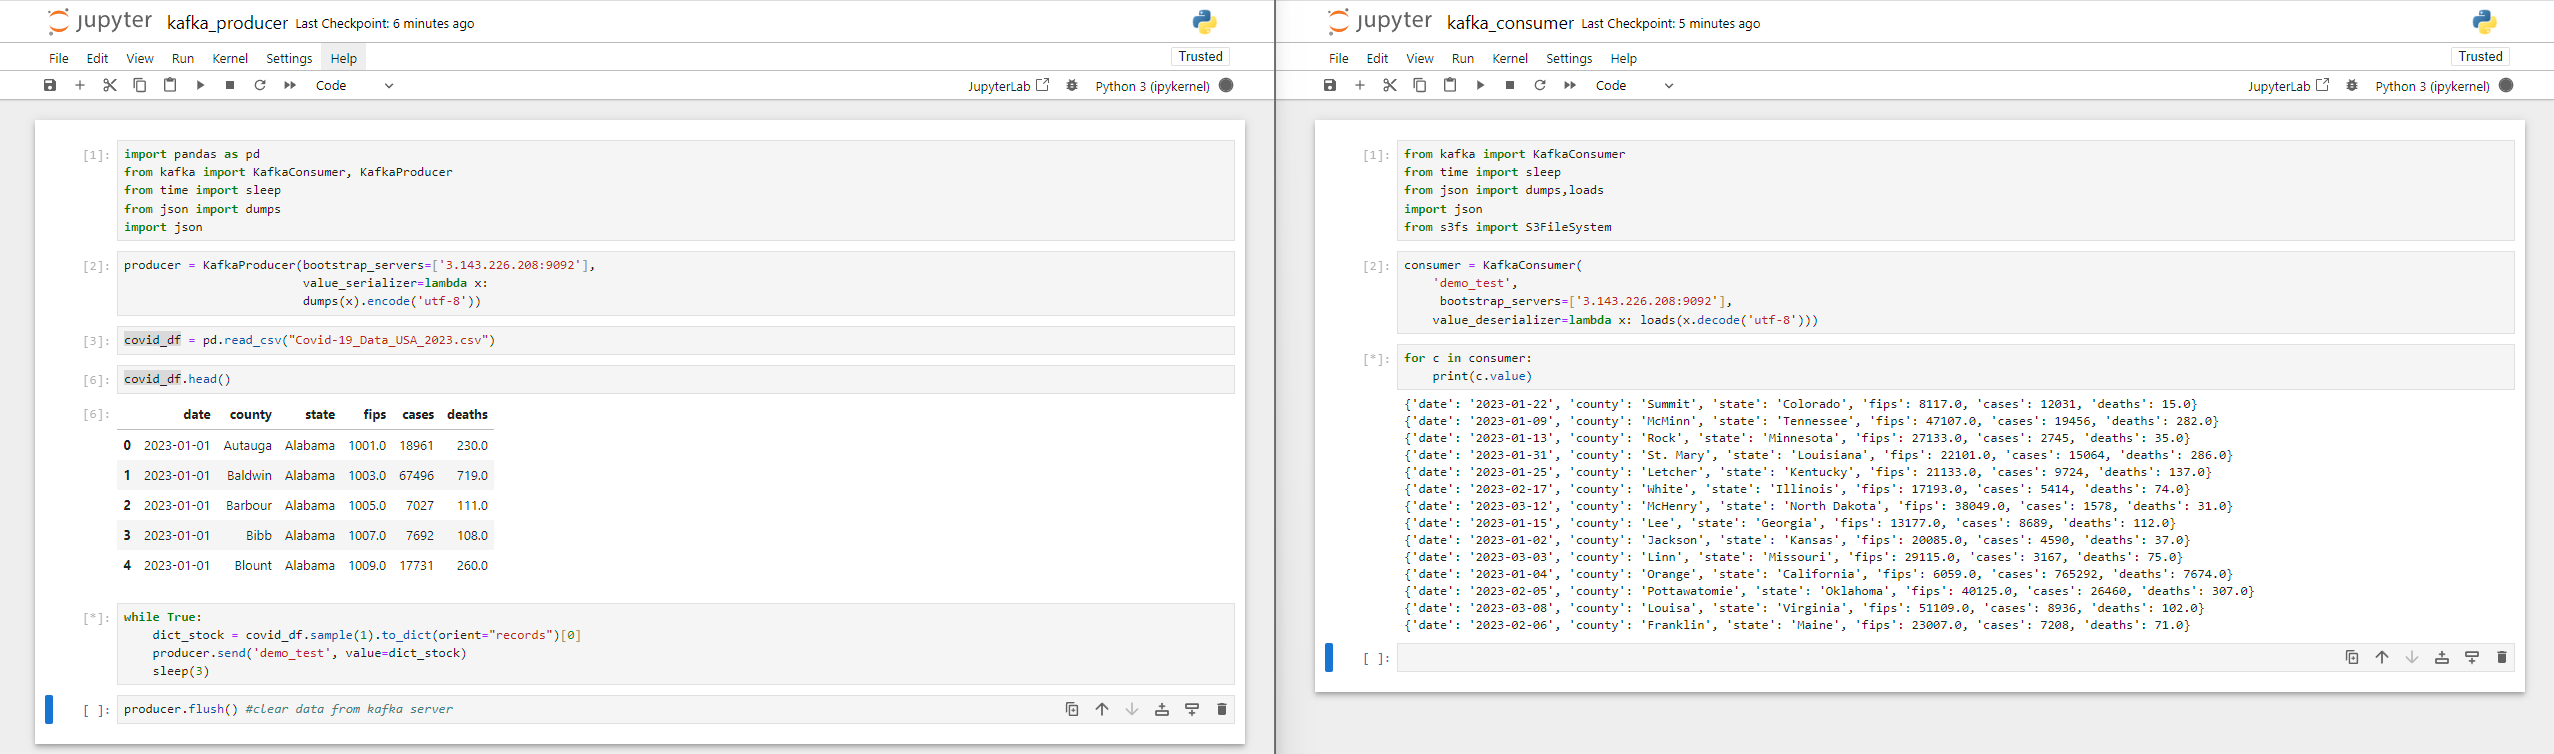 jupyter kafka_producer Last Checkpoint: 6 minutes ago
File Edit View Run Kernel Settings Help
Trusted
Code
JupyterLab
Python 3 (ipykernel)
[1]:
import pandas as pd
from kafka import KafkaConsumer, KafkaProducer
from time import sleep
from json import dumps
import json
[2]:
producer = KafkaProducer(bootstrap_servers=['3.143.226.208:9092'],
value_serializer=lambda x:
dumps(x).encode('utf-8'))
[3]:
covid_df = pd.read_csv("Covid-19_Data_USA_2023.csv")
[6]:
covid_df.head()
[6]:
date county state fips cases deaths
0 2023-01-01 Autauga Alabama 1001.0 18961 230.0
1 2023-01-01 Baldwin Alabama 1003.0 67496 719.0
2 2023-01-01 Barbour Alabama 1005.0 7027 111.0
3 2023-01-01 Bibb Alabama 1007.0 7692 108.0
4 2023-01-01 Blount Alabama 1009.0 17731 260.0
[*]:
while True:
dict_stock = covid_df.sample(1).to_dict(orient="records")[0]
producer.send('demo_test', value=dict_stock)
sleep(3)
[ ]:
producer.flush() #clear data from kafka server
jupyter kafka_consumer Last Checkpoint: 5 minutes ago
File Edit View Run Kernel Settings Help
Trusted
Code
JupyterLab
Python 3 (ipykernel)
[1]:
from kafka import KafkaConsumer
from time import sleep
from json import dumps,loads
import json
from s3fs import S3FileSystem
[2]:
consumer = KafkaConsumer(
'demo_test',
bootstrap_servers=['3.143.226.208:9092'],
value_deserializer=lambda x: loads(x.decode('utf-8')))
[*]:
for c in consumer:
print(c.value)
{'date': '2023-01-22', 'county': 'Summit', 'state': 'Colorado', 'fips': 8117.0, 'cases': 12031, 'deaths': 15.0}
{'date': '2023-01-09', 'county': 'McMinn', 'state': 'Tennessee', 'fips': 47107.0, 'cases': 19456, 'deaths': 282.0}
{'date': '2023-01-13', 'county': 'Rock', 'state': 'Minnesota', 'fips': 27133.0, 'cases': 2745, 'deaths': 35.0}
{'date': '2023-01-31', 'county': 'St. Mary', 'state': 'Louisiana', 'fips': 22101.0, 'cases': 15064, 'deaths': 286.0}
{'date': '2023-01-25', 'county': 'Letcher', 'state': 'Kentucky', 'fips': 21133.0, 'cases': 9724, 'deaths': 137.0}
{'date': '2023-02-17', 'county': 'White', 'state': 'Illinois', 'fips': 17193.0, 'cases': 5414, 'deaths': 74.0}
{'date': '2023-03-12', 'county': 'McHenry', 'state': 'North Dakota', 'fips': 38049.0, 'cases': 1578, 'deaths': 31.0}
{'date': '2023-01-15', 'county': 'Lee', 'state': 'Georgia', 'fips': 13177.0, 'cases': 8689, 'deaths': 112.0}
{'date': '2023-01-02', 'county': 'Jackson', 'state': 'Kansas', 'fips': 20085.0, 'cases': 4590, 'deaths': 37.0}
{'date': '2023-03-03', 'county': 'Linn', 'state': 'Missouri', 'fips': 29115.0, 'cases': 3167, 'deaths': 75.0}
{'date': '2023-01-04', 'county': 'Orange', 'state': 'California', 'fips': 6059.0, 'cases': 765292, 'deaths': 7674.0}
{'date': '2023-02-05', 'county': 'Pottawatomie', 'state': 'Oklahoma', 'fips': 40125.0, 'cases': 26460, 'deaths': 307.0}
{'date': '2023-03-08', 'county': 'Louisa', 'state': 'Virginia', 'fips': 51109.0, 'cases': 8936, 'deaths': 102.0}
{'date': '2023-02-06', 'county': 'Franklin', 'state': 'Maine', 'fips': 23007.0, 'cases': 7208, 'deaths': 71.0}
[ ]: